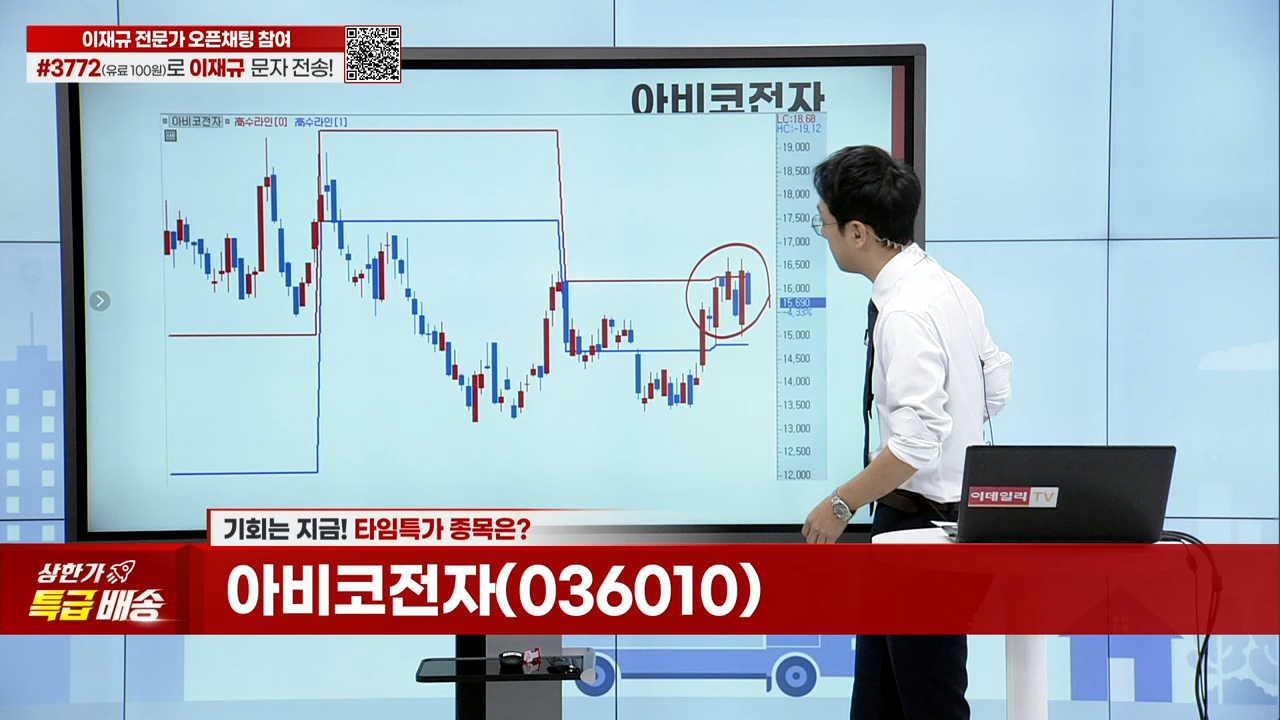 이재규 전문가 오픈채팅 참여
#3772(유료 100원)로 이재규 문자 전송!
아비코전자
아비코전자 高수라인[0] 高수라인[1]
LC:18.68
HC:-19.12
19,000
18,500
18,000
17,500
17,000
16,500
16,000
15,690
-4.33%
15,000
14,500
14,000
13,500
13,000
12,500
12,000
이데일리TV
기회는 지금! 타임특가 종목은?
상한가
특급 배송
아비코전자(036010)